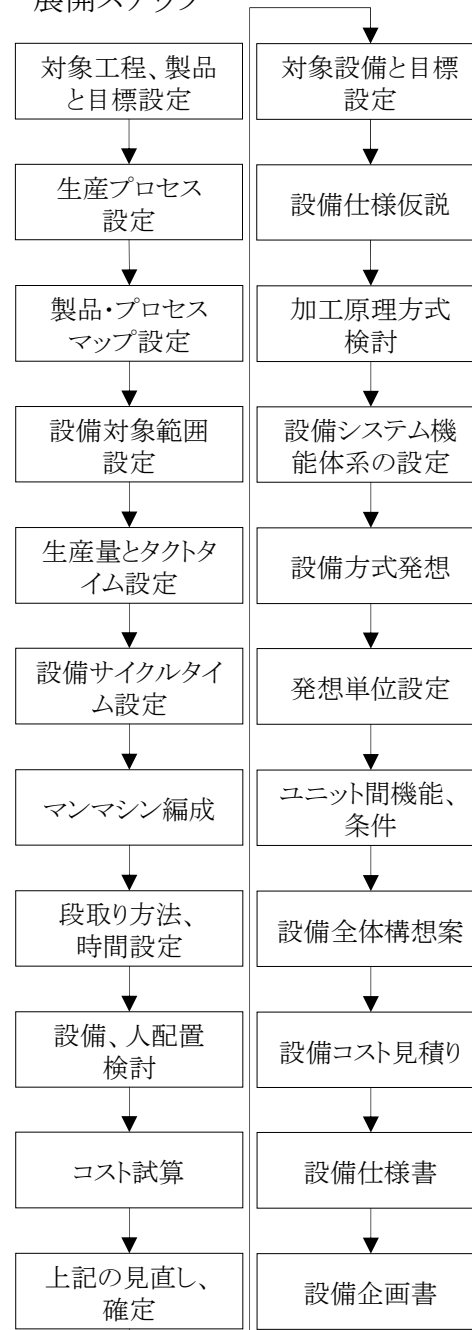 展開ステップ
対象工程、製品
と目標設定
生産プロセス
設定
製品・プロセス
マップ設定
設備対象範囲
設定
生産量とタクトタ
イム設定
設備サイクルタイ
ム設定
マンマシン編成
段取り方法、
時間設定
設備、人配置
検討
コスト試算
上記の見直し、
確定
対象設備と目標
設定
設備仕様仮説
加工原理方式
検討
設備システム機
能体系の設定
設備方式発想
発想単位設定
ユニット間機能、
条件
設備全体構想案
設備コスト見積り
設備仕様書
設備企画書